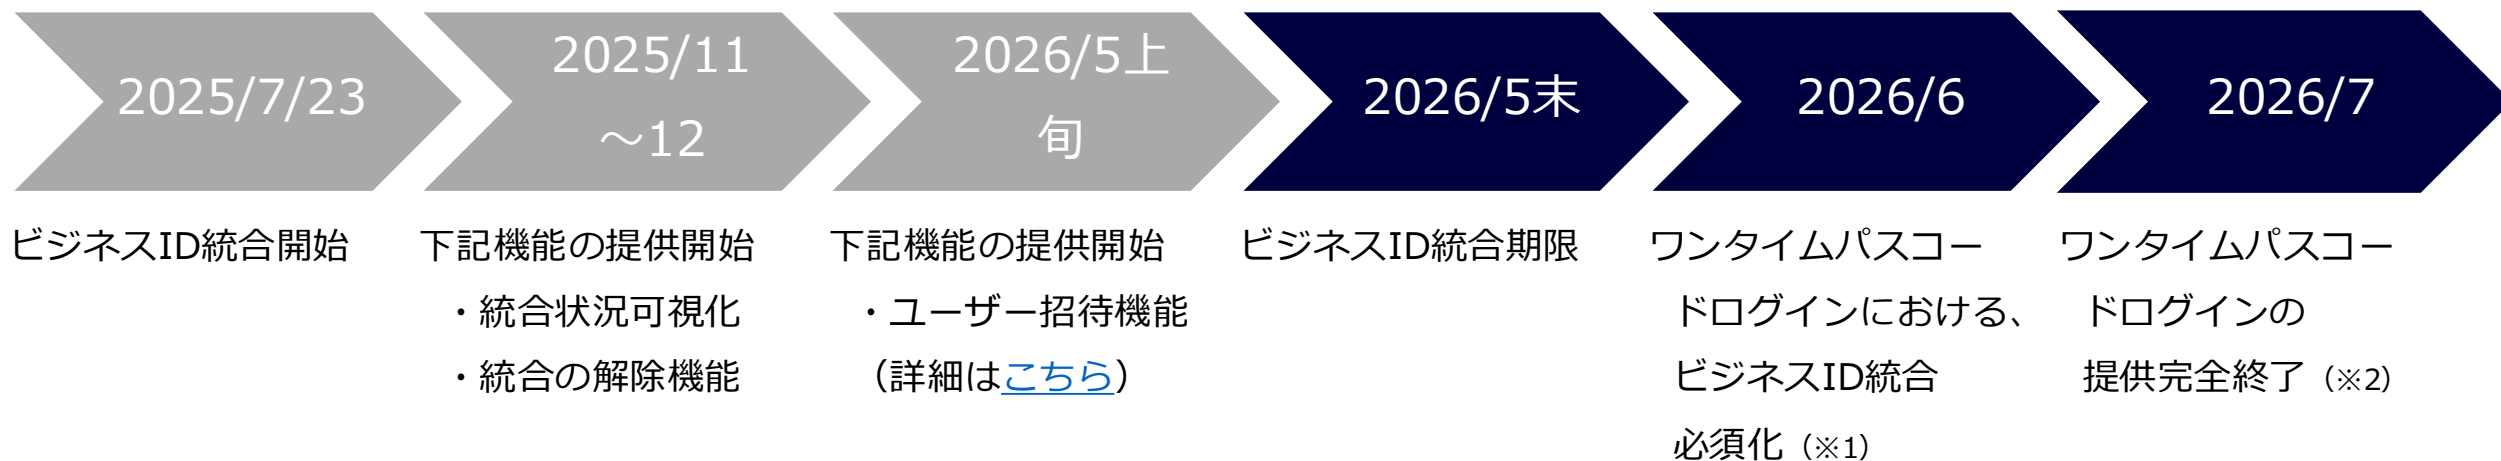 2025/7/23
2025/11
～12
2026/5上
旬
2026/5末
2026/6
2026/7
ビジネスID統合開始
下記機能の提供開始
・統合状況可視化
・統合の解除機能
下記機能の提供開始
・ユーザー招待機能
（詳細はこちら）
ビジネスID統合期限
ワンタイムパスコー
ドログインにおける、
ビジネスID統合
必須化（※1）
ワンタイムパスコー
ドログインの
提供完全終了（※2）